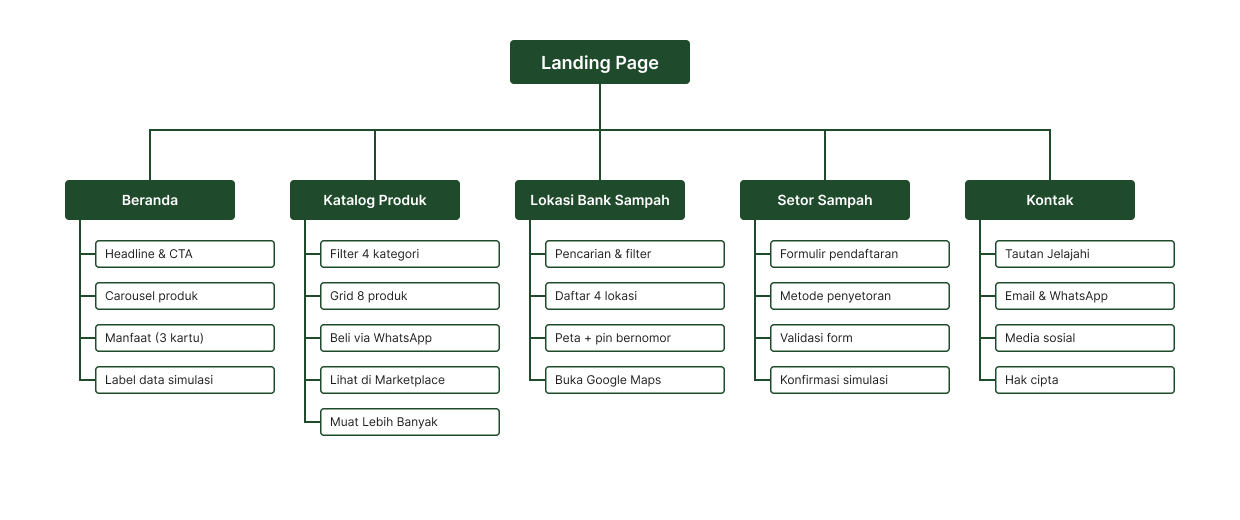 Landing Page
Beranda
Headline & CTA
Carousel produk
Manfaat (3 kartu)
Label data simulasi
Katalog Produk
Filter 4 kategori
Grid 8 produk
Beli via WhatsApp
Lihat di Marketplace
Muat Lebih Banyak
Lokasi Bank Sampah
Pencarian & filter
Daftar 4 lokasi
Peta + pin bernomor
Buka Google Maps
Setor Sampah
Formulir pendaftaran
Metode penyetoran
Validasi form
Konfirmasi simulasi
Kontak
Tautan Jelajahi
Email & WhatsApp
Media sosial
Hak cipta